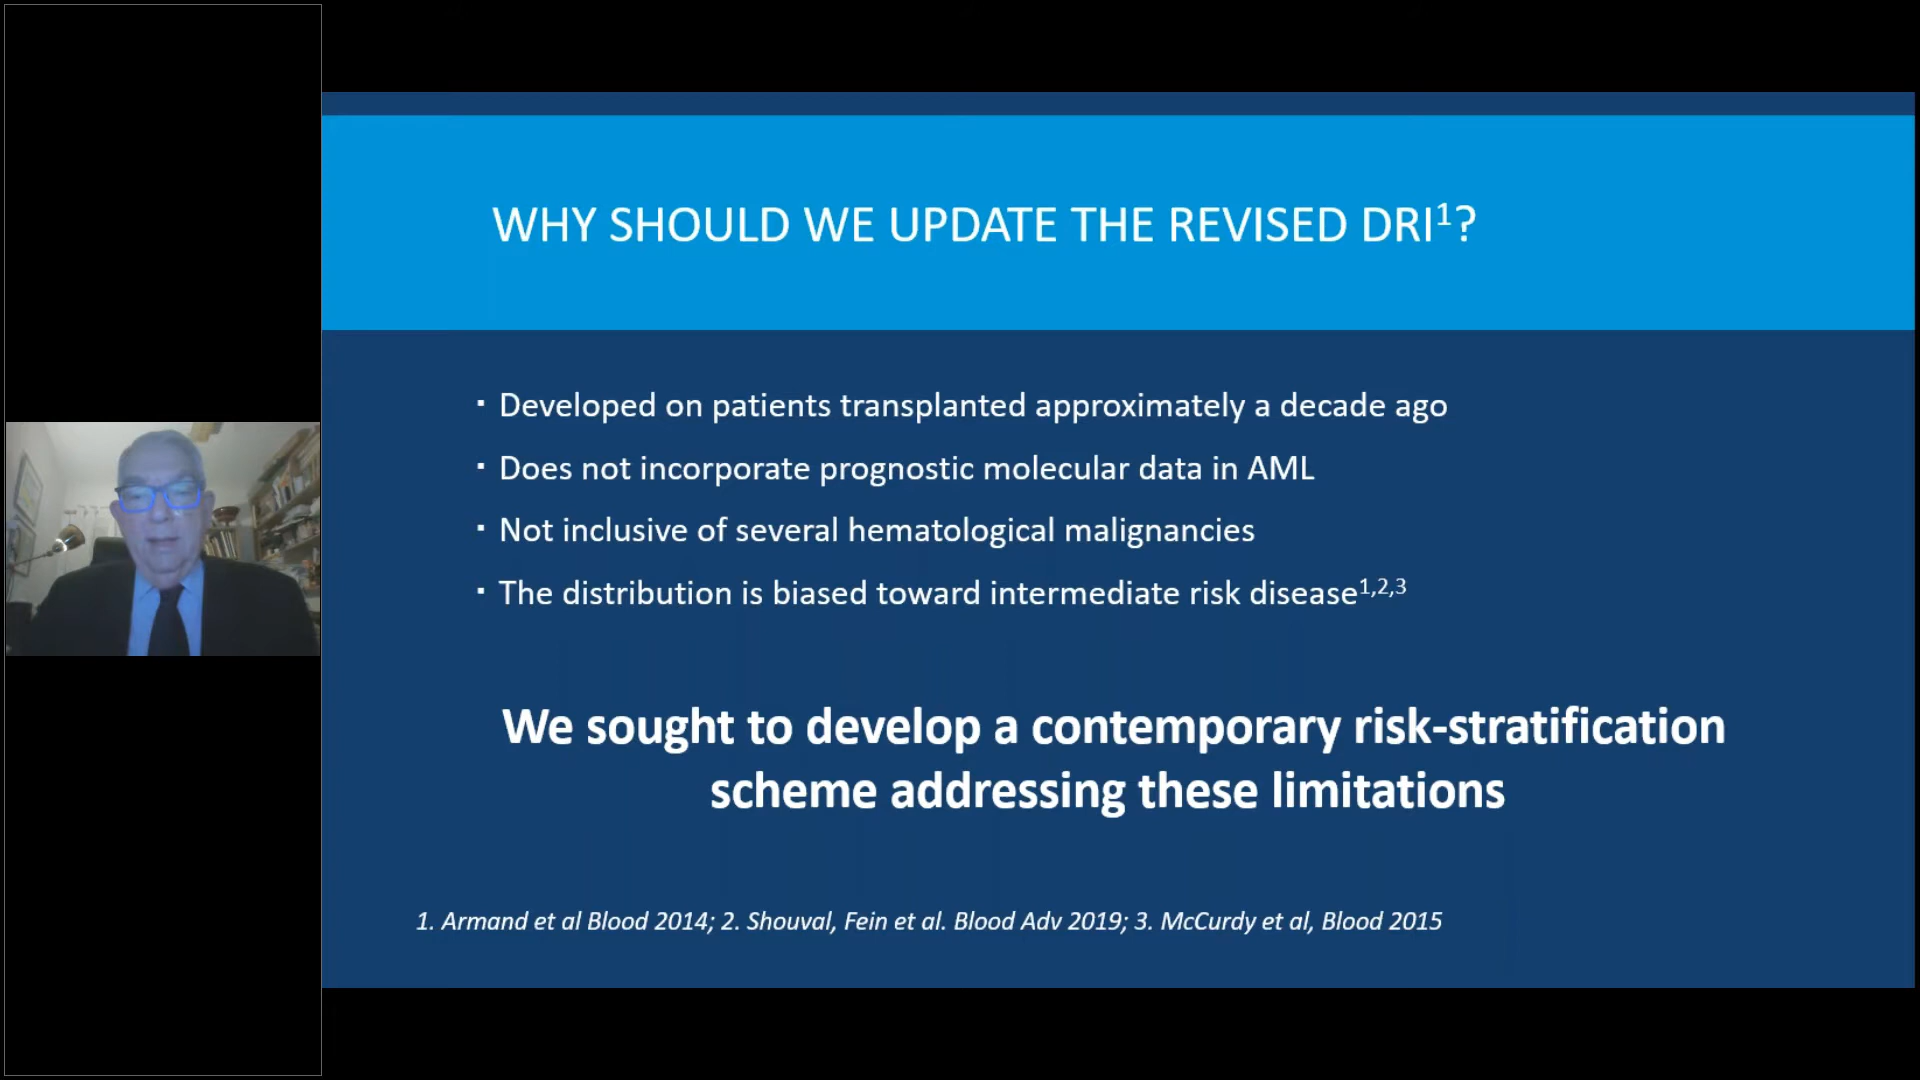 WHY SHOULD WE UPDATE THE REVISED DRI¹?
▪ Developed on patients transplanted approximately a decade ago
▪ Does not incorporate prognostic molecular data in AML
▪ Not inclusive of several hematological malignancies
▪ The distribution is biased toward intermediate risk disease¹,²,³
We sought to develop a contemporary risk-stratification
scheme addressing these limitations
1. Armand et al Blood 2014; 2. Shouval, Fein et al. Blood Adv 2019; 3. McCurdy et al, Blood 2015